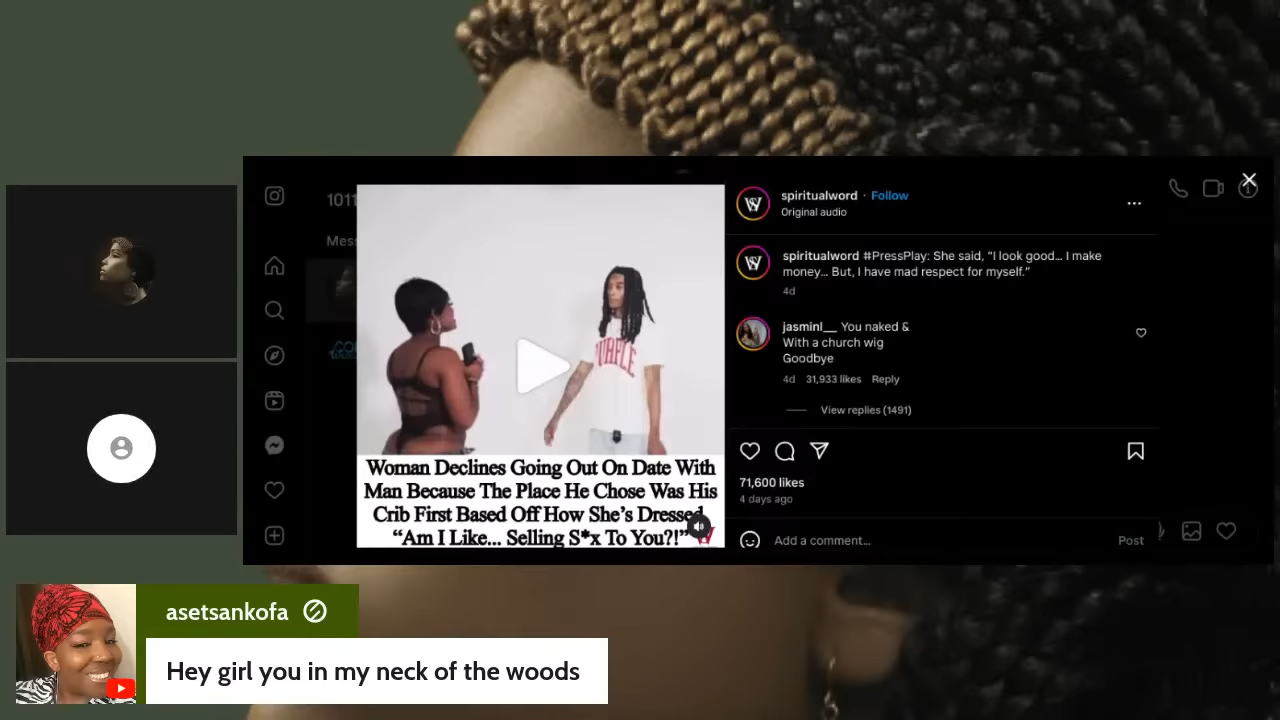 1011
Mess
spiritualword · Follow
Original audio
spiritualword #PressPlay: She said, “I look good… I make
money… But, I have mad respect for myself.”
4d
jasminl__ You naked &
With a church wig
Goodbye
4d 31,933 likes Reply
View replies (1491)
71,600 likes
4 days ago
Add a comment…
Post
PURPLE
Woman Declines Going Out On Date With
Man Because The Place He Chose Was His
Crib First Based Off How She’s Dressed
“Am I Like... Selling S*x To You?!”
asetsankofa
Hey girl you in my neck of the woods